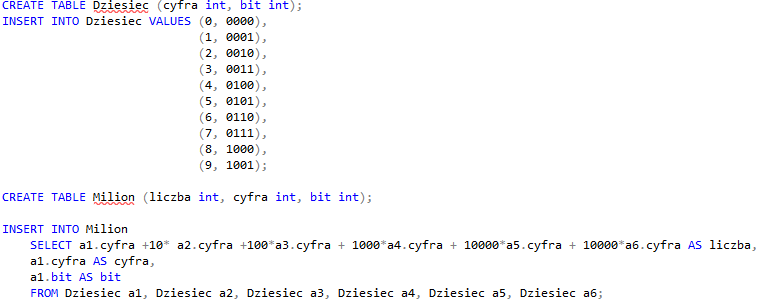 CREATE TABLE Dziesiec (cyfra int, bit int);
INSERT INTO Dziesiec VALUES (0, 0000),
(1, 0001),
(2, 0010),
(3, 0011),
(4, 0100),
(5, 0101),
(6, 0110),
(7, 0111),
(8, 1000),
(9, 1001);
CREATE TABLE Milion (liczba int, cyfra int, bit int);
INSERT INTO Milion
SELECT a1.cyfra +10* a2.cyfra +100*a3.cyfra + 1000*a4.cyfra + 10000*a5.cyfra + 10000*a6.cyfra AS liczba,
a1.cyfra AS cyfra,
a1.bit AS bit
FROM Dziesiec a1, Dziesiec a2, Dziesiec a3, Dziesiec a4, Dziesiec a5, Dziesiec a6;